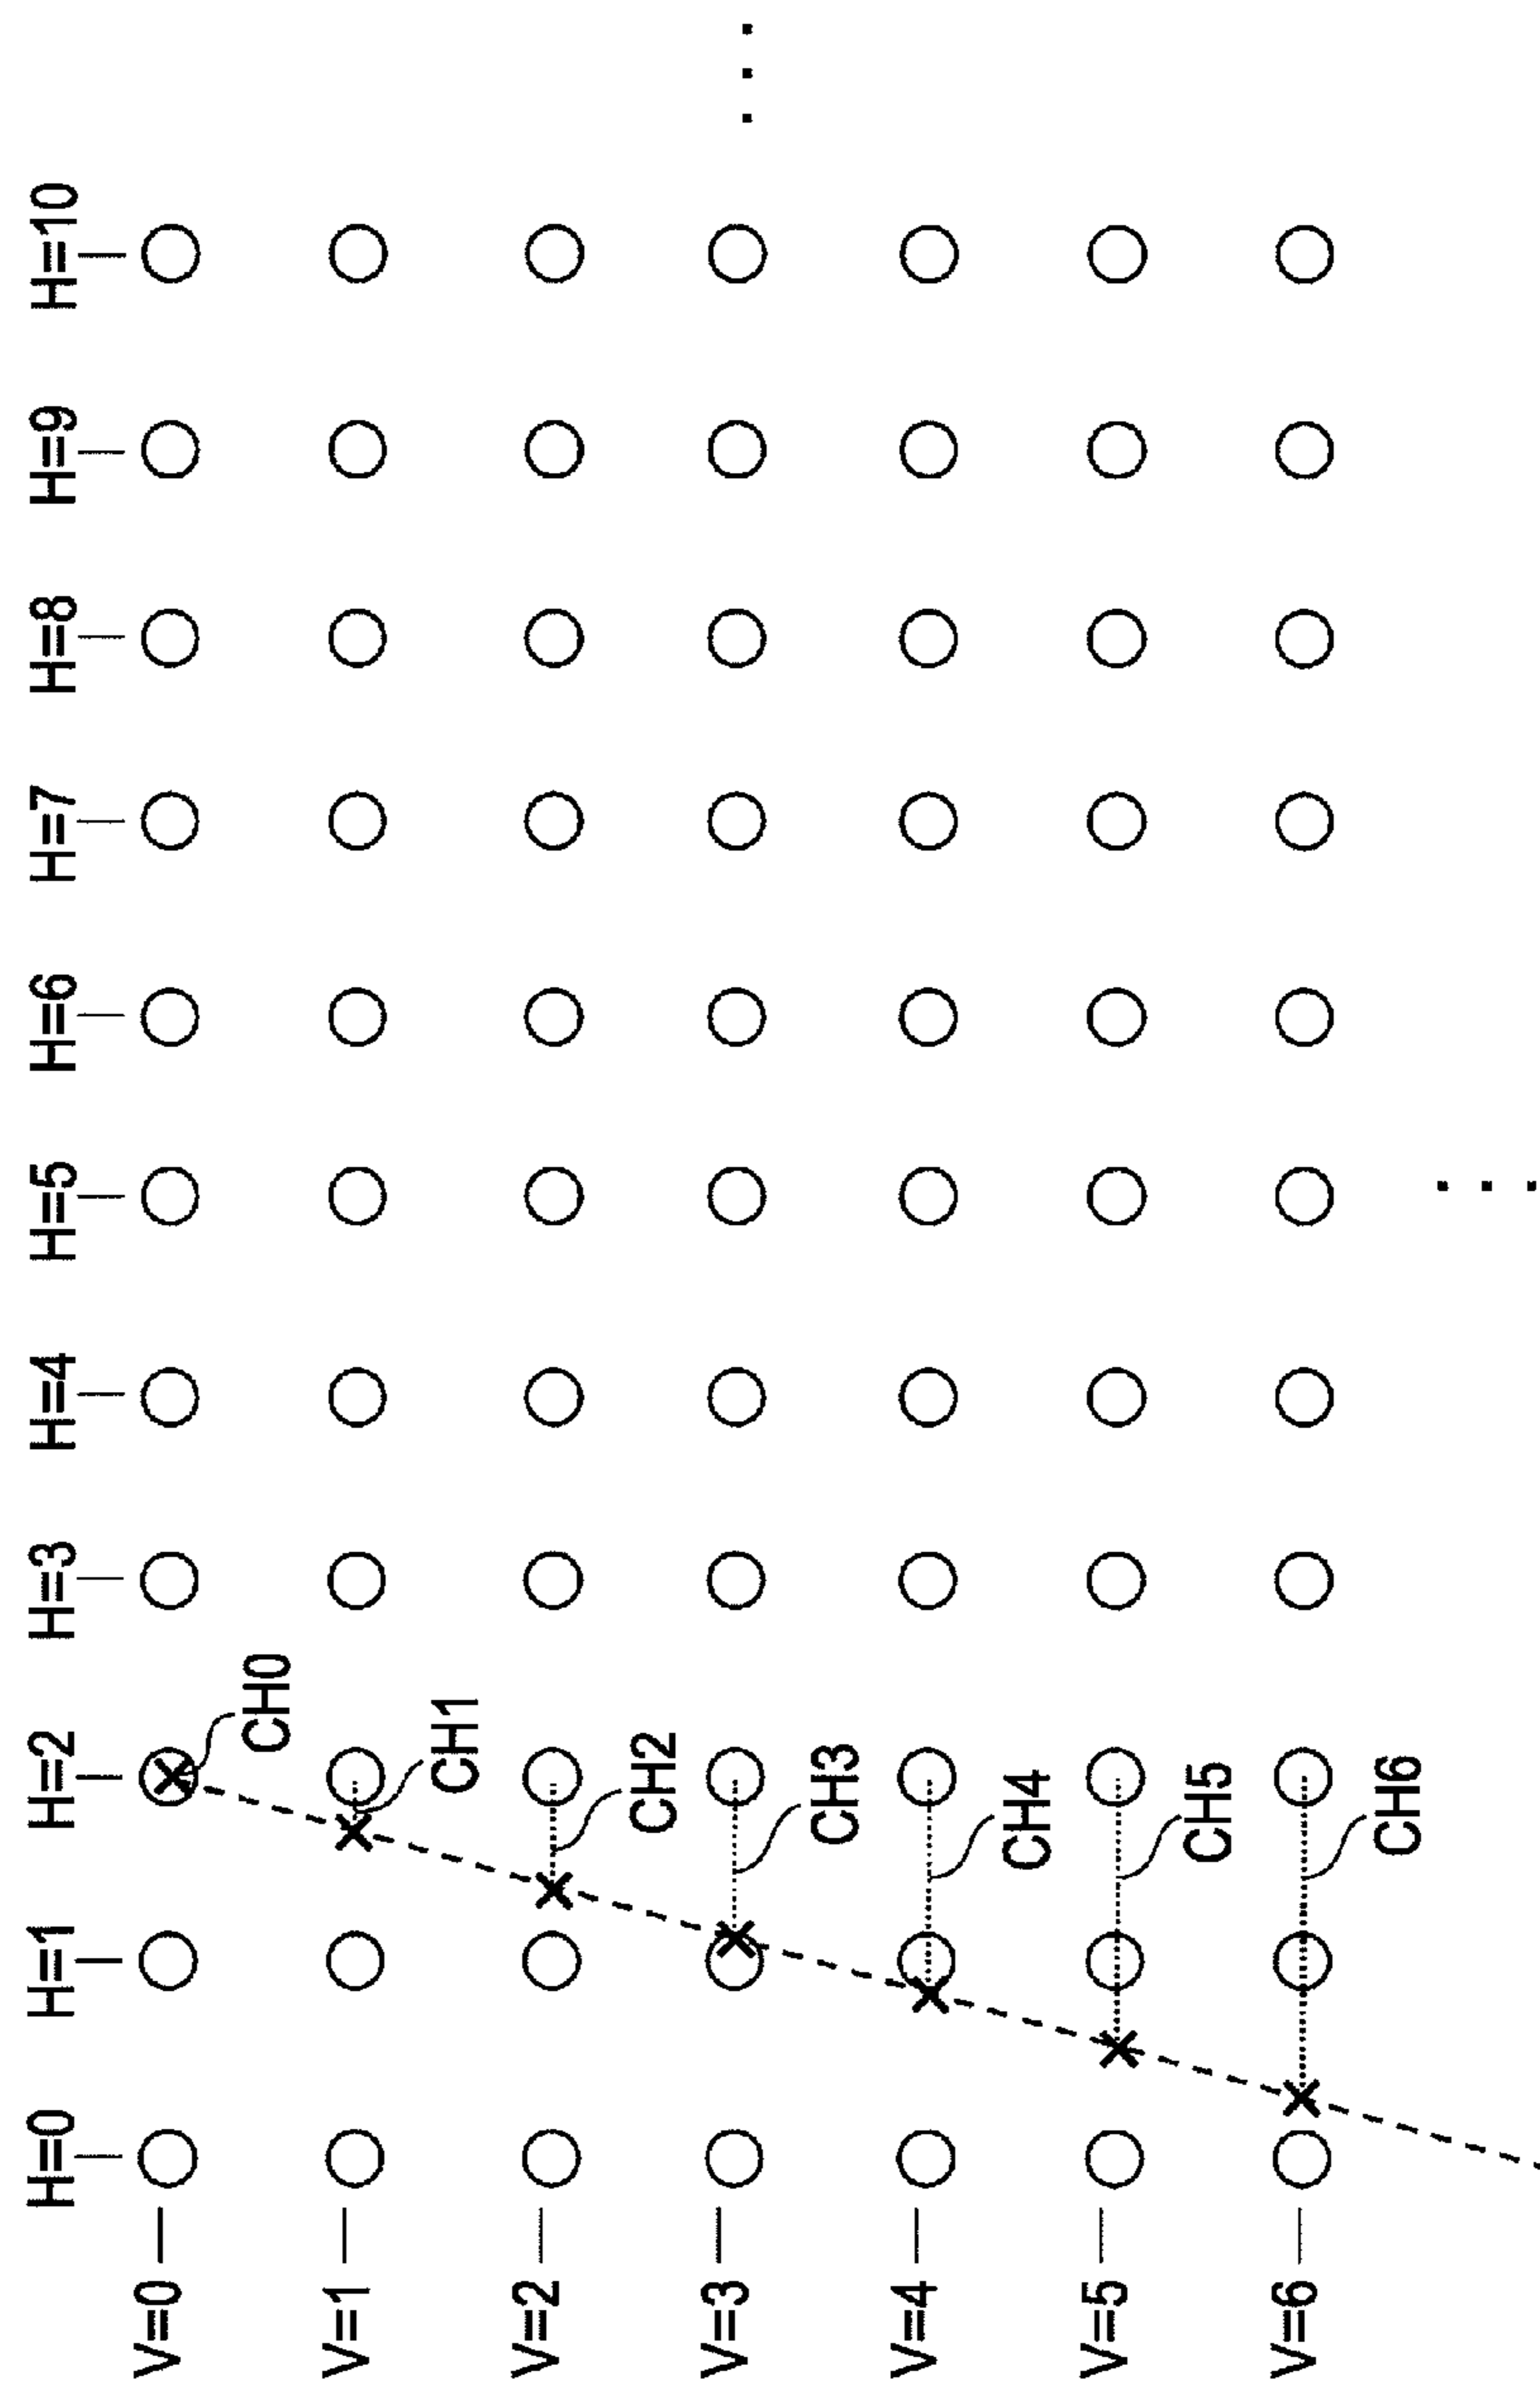 H=0 H=1 H=2 H=3 H=4 H=5 H=6 H=7 H=8 H=9 H=10
V=0
CH0
V=1
CH1
V=2
CH2
V=3
CH3
V=4
CH4
V=5
CH5
V=6
CH6